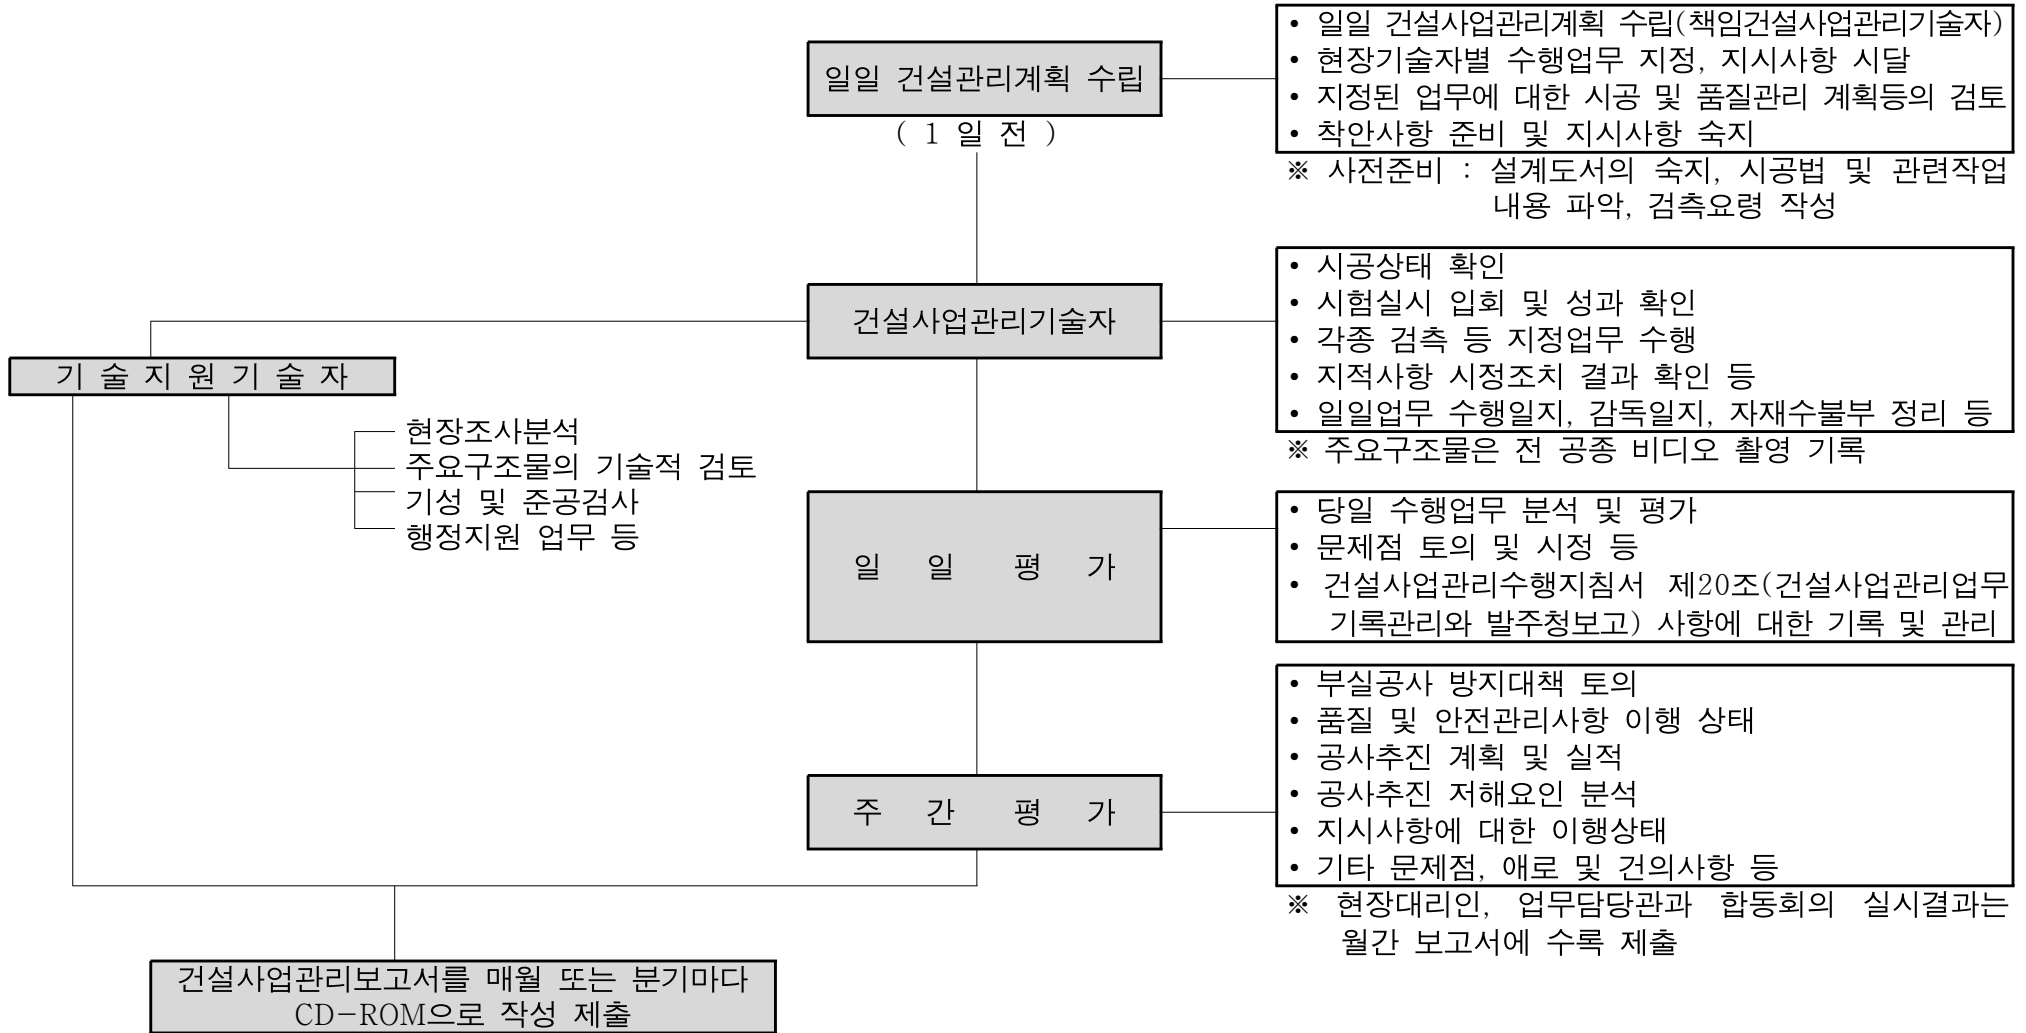 일일 건설관리계획 수립
( 1 일 전 )
• 일일 건설사업관리계획 수립(책임건설사업관리기술자)
• 현장기술자별 수행업무 지정, 지시사항 시달
• 지정된 업무에 대한 시공 및 품질관리 계획등의 검토
• 착안사항 준비 및 지시사항 숙지
※ 사전준비 : 설계도서의 숙지, 시공법 및 관련작업
내용 파악, 검측요령 작성
건설사업관리기술자
• 시공상태 확인
• 시험실시 입회 및 성과 확인
• 각종 검측 등 지정업무 수행
• 지적사항 시정조치 결과 확인 등
• 일일업무 수행일지, 감독일지, 자재수불부 정리 등
※ 주요구조물은 전 공종 비디오 촬영 기록
기 술 지 원 기 술 자
현장조사분석
주요구조물의 기술적 검토
기성 및 준공검사
행정지원 업무 등
일 일 평 가
• 당일 수행업무 분석 및 평가
• 문제점 토의 및 시정 등
• 건설사업관리수행지침서 제20조(건설사업관리업무
기록관리와 발주청보고) 사항에 대한 기록 및 관리
주 간 평 가
• 부실공사 방지대책 토의
• 품질 및 안전관리사항 이행 상태
• 공사추진 계획 및 실적
• 공사추진 저해요인 분석
• 지시사항에 대한 이행상태
• 기타 문제점, 애로 및 건의사항 등
※ 현장대리인, 업무담당관과 합동회의 실시결과는
월간 보고서에 수록 제출
건설사업관리보고서를 매월 또는 분기마다
CD-ROM으로 작성 제출